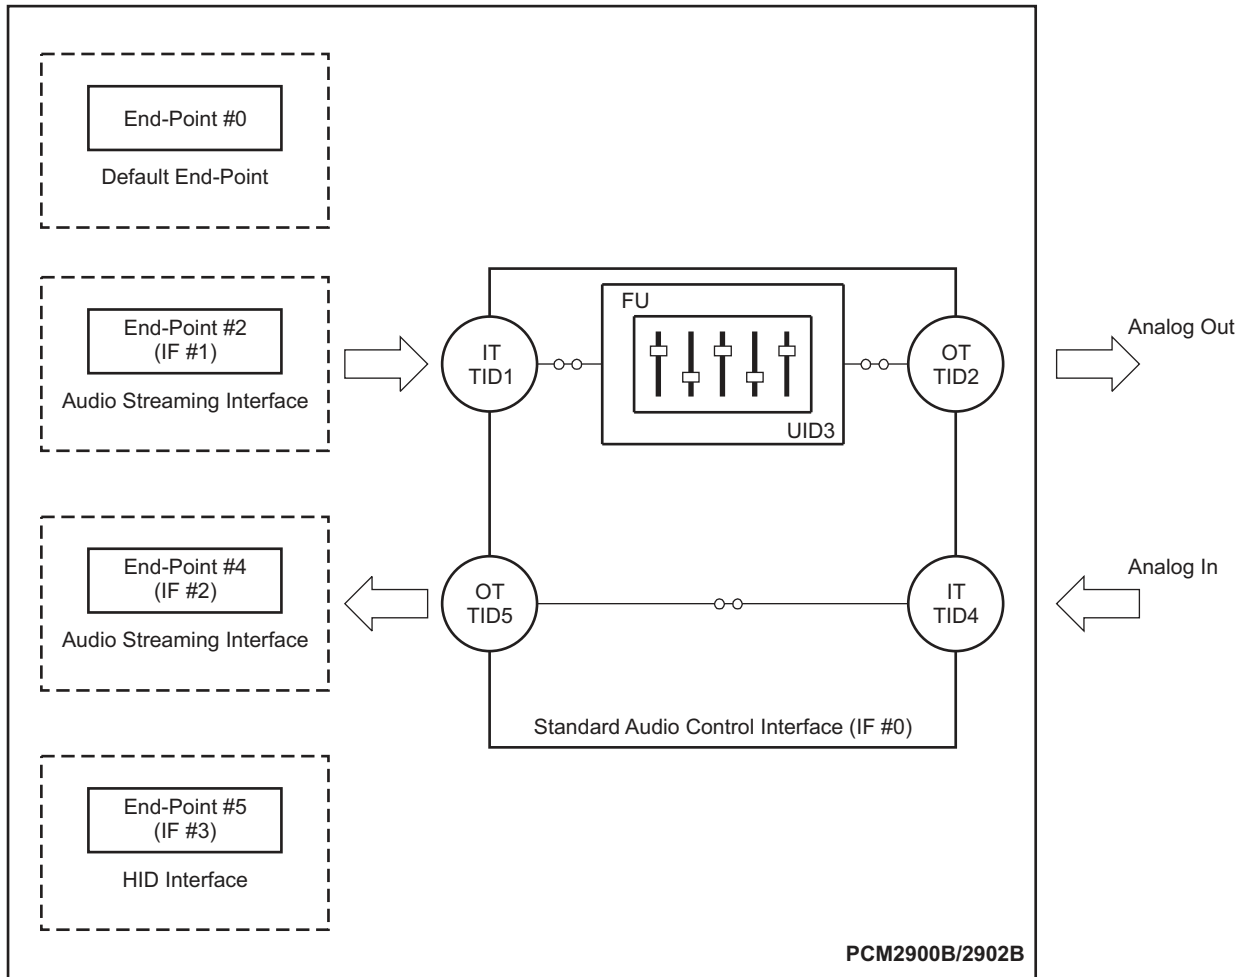 End-Point #0
Default End-Point
End-Point #2
(IF #1)
Audio Streaming Interface
IT
TID1
FU
UID3
OT
TID2
Analog Out
End-Point #4
(IF #2)
Audio Streaming Interface
OT
TID5
IT
TID4
Analog In
Standard Audio Control Interface (IF #0)
End-Point #5
(IF #3)
HID Interface
PCM2900B/2902B